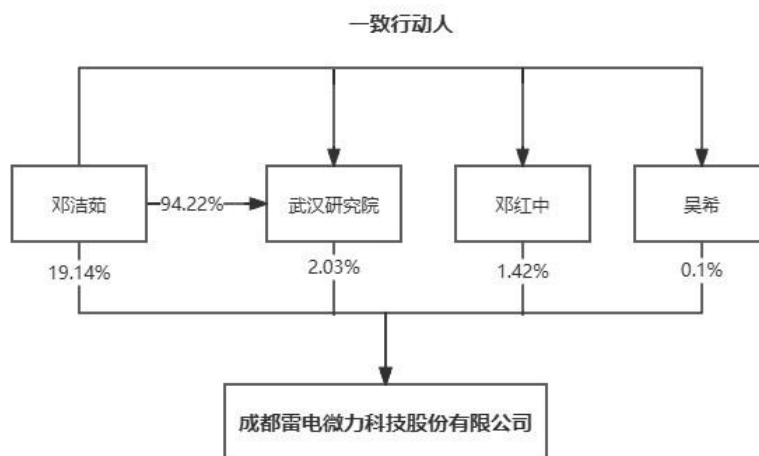 一致行动人
邓洁茹
94.22%
武汉研究院
邓红中
吴希
19.14%
2.03%
1.42%
0.1%
成都雷电微力科技股份有限公司